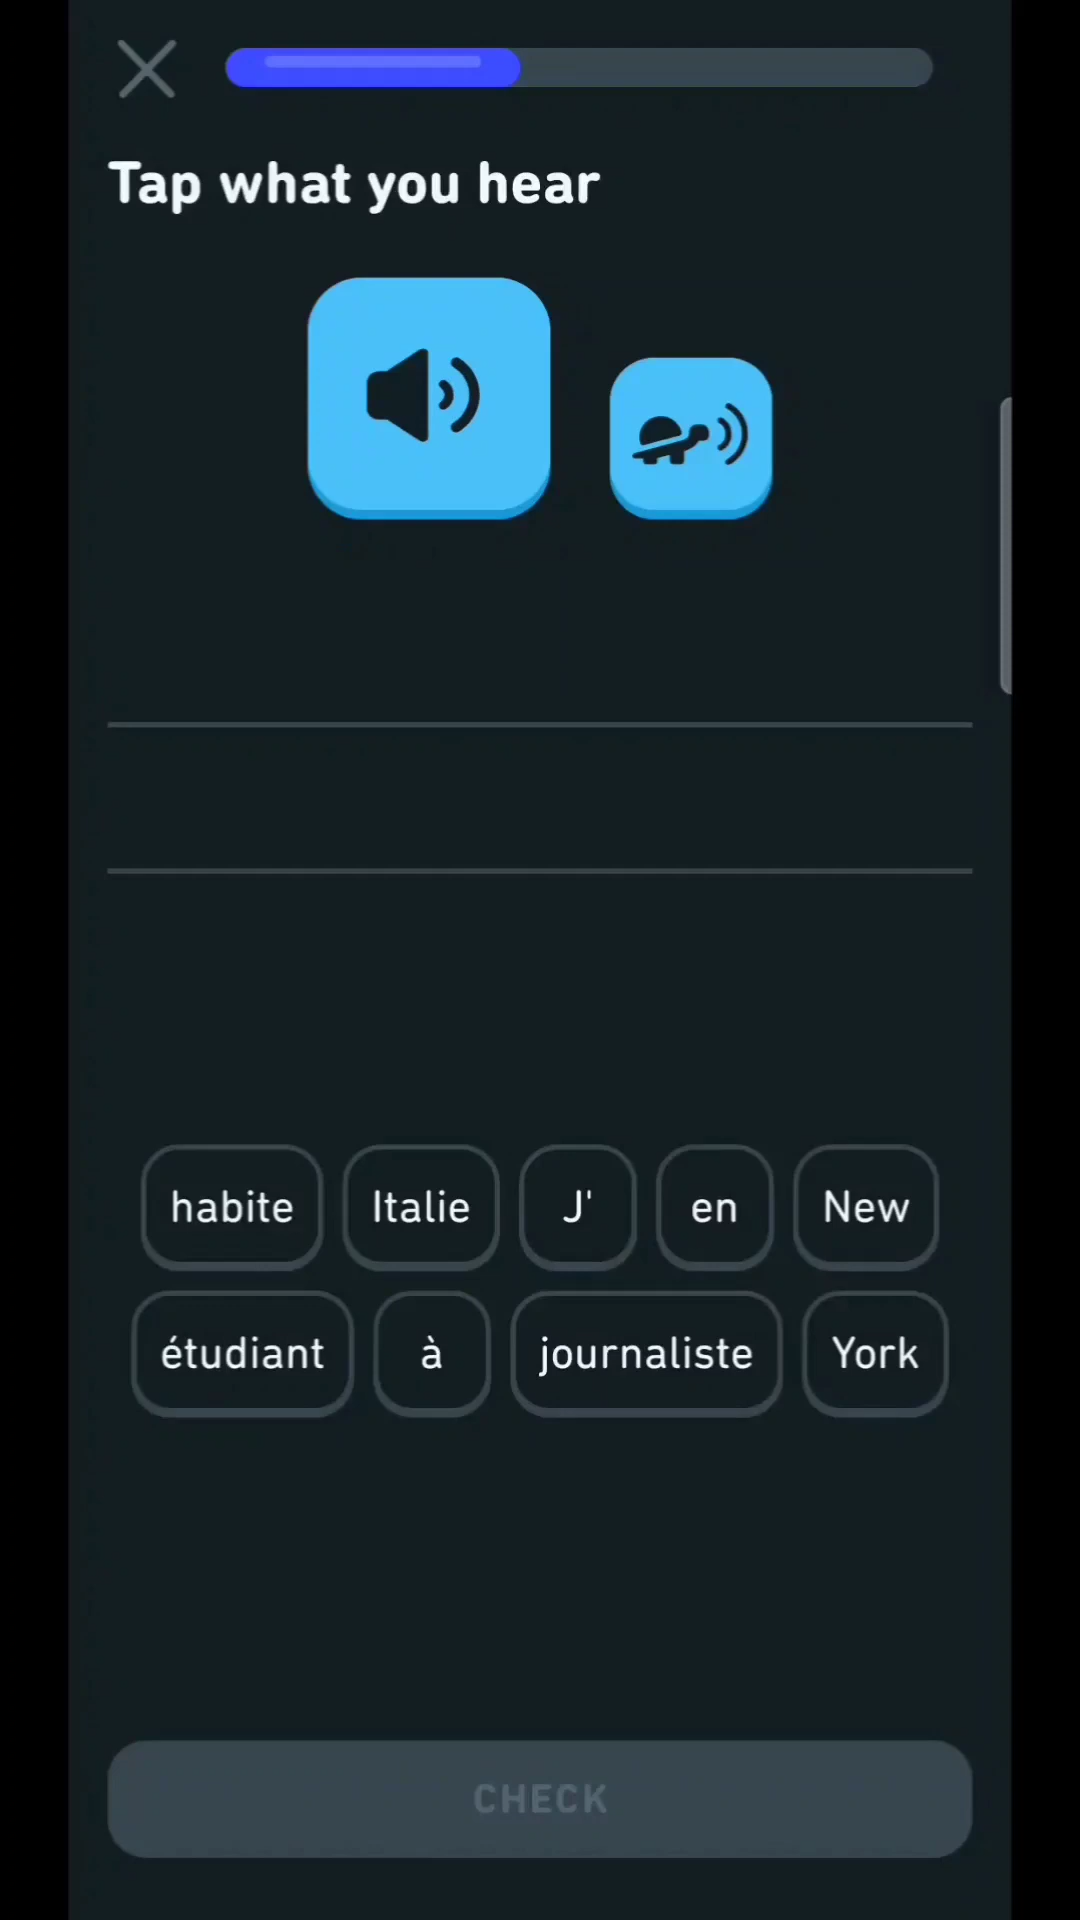 Tap what you hear
habite Italie J' en New
étudiant à journaliste York
CHECK